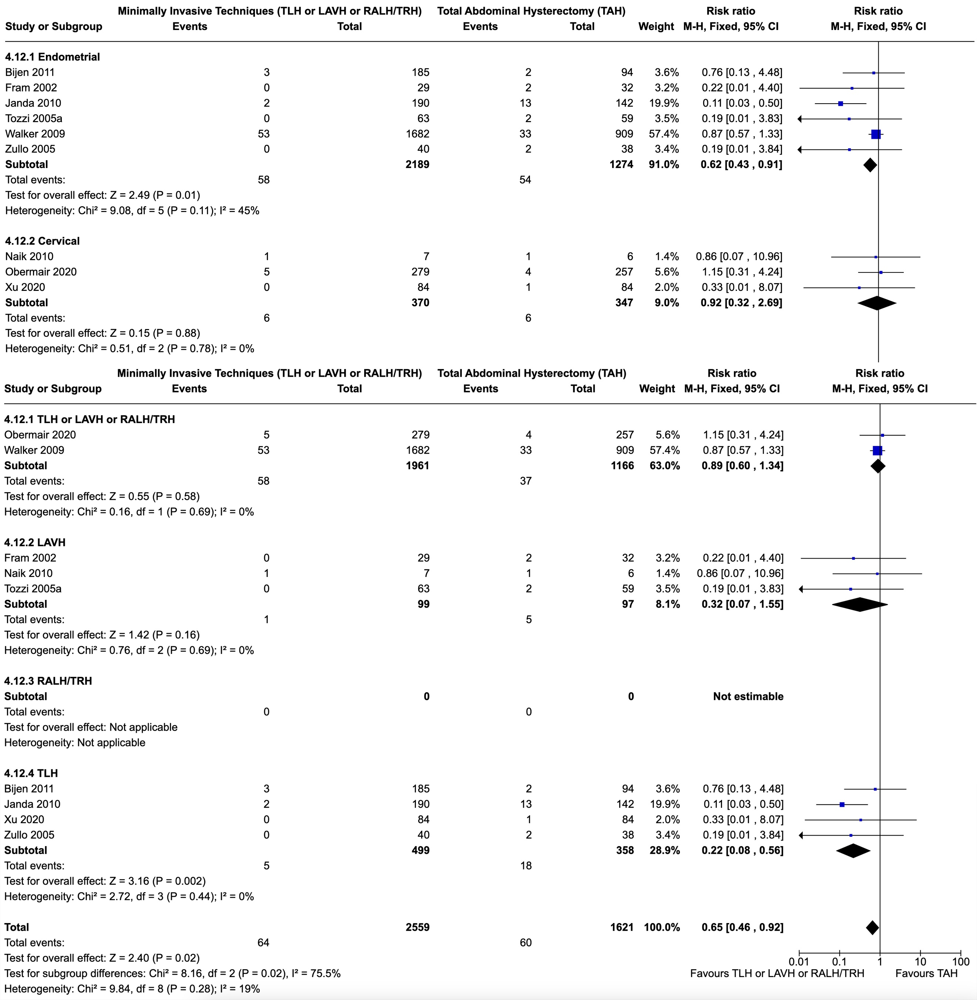 Minimally Invasive Techniques (TLH or LAVH or RALH/TRH) Total Abdominal Hysterectomy (TAH) Risk ratio Risk ratio
Study or Subgroup Events Total Events Total Weight M-H, Fixed, 95% CI M-H, Fixed, 95% CI
4.12.1 Endometrial
Bijen 2011 3 185 2 94 3.6% 0.76 [0.13 , 4.48]
Fram 2002 0 29 2 32 3.2% 0.22 [0.01 , 4.40]
Janda 2010 2 190 13 142 19.9% 0.11 [0.03 , 0.50]
Tozzi 2005a 0 63 2 59 3.5% 0.19 [0.01 , 3.83]
Walker 2009 53 1682 33 909 57.4% 0.87 [0.57 , 1.33]
Zullo 2005 0 40 2 38 3.4% 0.19 [0.01 , 3.84]
Subtotal 2189 1274 91.0% 0.62 [0.43 , 0.91]
Total events: 58 54
Test for overall effect: Z = 2.49 (P = 0.01)
Heterogeneity: Chi² = 9.08, df = 5 (P = 0.11); I² = 45%
4.12.2 Cervical
Naik 2010 1 7 1 6 1.4% 0.86 [0.07 , 10.96]
Obermair 2020 5 279 4 257 5.6% 1.15 [0.31 , 4.24]
Xu 2020 0 84 1 84 2.0% 0.33 [0.01 , 8.07]
Subtotal 370 347 9.0% 0.92 [0.32 , 2.69]
Total events: 6 6
Test for overall effect: Z = 0.15 (P = 0.88)
Heterogeneity: Chi² = 0.51, df = 2 (P = 0.78); I² = 0%
Minimally Invasive Techniques (TLH or LAVH or RALH/TRH) Total Abdominal Hysterectomy (TAH) Risk ratio Risk ratio
Study or Subgroup Events Total Events Total Weight M-H, Fixed, 95% CI M-H, Fixed, 95% CI
4.12.1 TLH or LAVH or RALH/TRH
Obermair 2020 5 279 4 257 5.6% 1.15 [0.31 , 4.24]
Walker 2009 53 1682 33 909 57.4% 0.87 [0.57 , 1.33]
Subtotal 1961 1166 63.0% 0.89 [0.60 , 1.34]
Total events: 58 37
Test for overall effect: Z = 0.55 (P = 0.58)
Heterogeneity: Chi² = 0.16, df = 1 (P = 0.69); I² = 0%
4.12.2 LAVH
Fram 2002 0 29 2 32 3.2% 0.22 [0.01 , 4.40]
Naik 2010 1 7 1 6 1.4% 0.86 [0.07 , 10.96]
Tozzi 2005a 0 63 2 59 3.5% 0.19 [0.01 , 3.83]
Subtotal 99 97 8.1% 0.32 [0.07 , 1.55]
Total events: 1 5
Test for overall effect: Z = 1.42 (P = 0.16)
Heterogeneity: Chi² = 0.76, df = 2 (P = 0.69); I² = 0%
4.12.3 RALH/TRH
Subtotal 0 0 Not estimable
Total events: 0 0
Test for overall effect: Not applicable
Heterogeneity: Not applicable
4.12.4 TLH
Bijen 2011 3 185 2 94 3.6% 0.76 [0.13 , 4.48]
Janda 2010 2 190 13 142 19.9% 0.11 [0.03 , 0.50]
Xu 2020 0 84 1 84 2.0% 0.33 [0.01 , 8.07]
Zullo 2005 0 40 2 38 3.4% 0.19 [0.01 , 3.84]
Subtotal 499 358 28.9% 0.22 [0.08 , 0.56]
Total events: 5 18
Test for overall effect: Z = 3.16 (P = 0.002)
Heterogeneity: Chi² = 2.72, df = 3 (P = 0.44); I² = 0%
Total 2559 1621 100.0% 0.65 [0.46 , 0.92]
Total events: 64 60
Test for overall effect: Z = 2.40 (P = 0.02) 0.01 0.1 1 10 100
Test for subgroup differences: Chi² = 8.16, df = 2 (P = 0.02), I² = 75.5% Favours TLH or LAVH or RALH/TRH Favours TAH
Heterogeneity: Chi² = 9.84, df = 8 (P = 0.28); I² = 19%